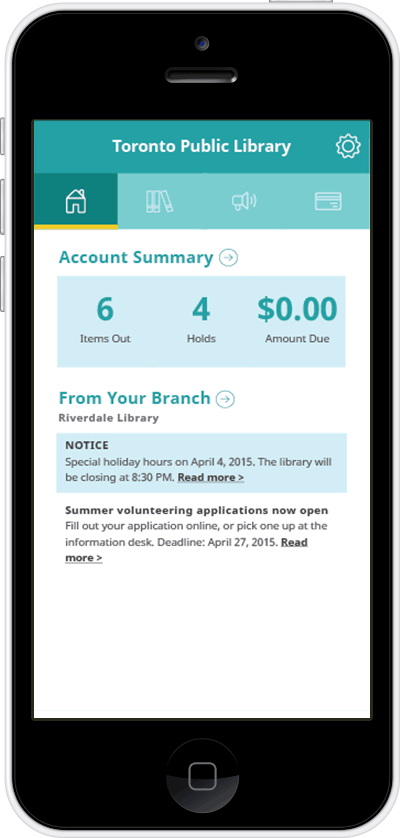 Toronto Public Library
Account Summary
6 4 $0.00
Items Out Holds Amount Due
From Your Branch
Riverdale Library
NOTICE
Special holiday hours on April 4, 2015. The library will
be closing at 8:30 PM. Read more >
Summer volunteering applications now open
Fill out your application online, or pick one up at the
information desk. Deadline: April 27, 2015. Read
more >